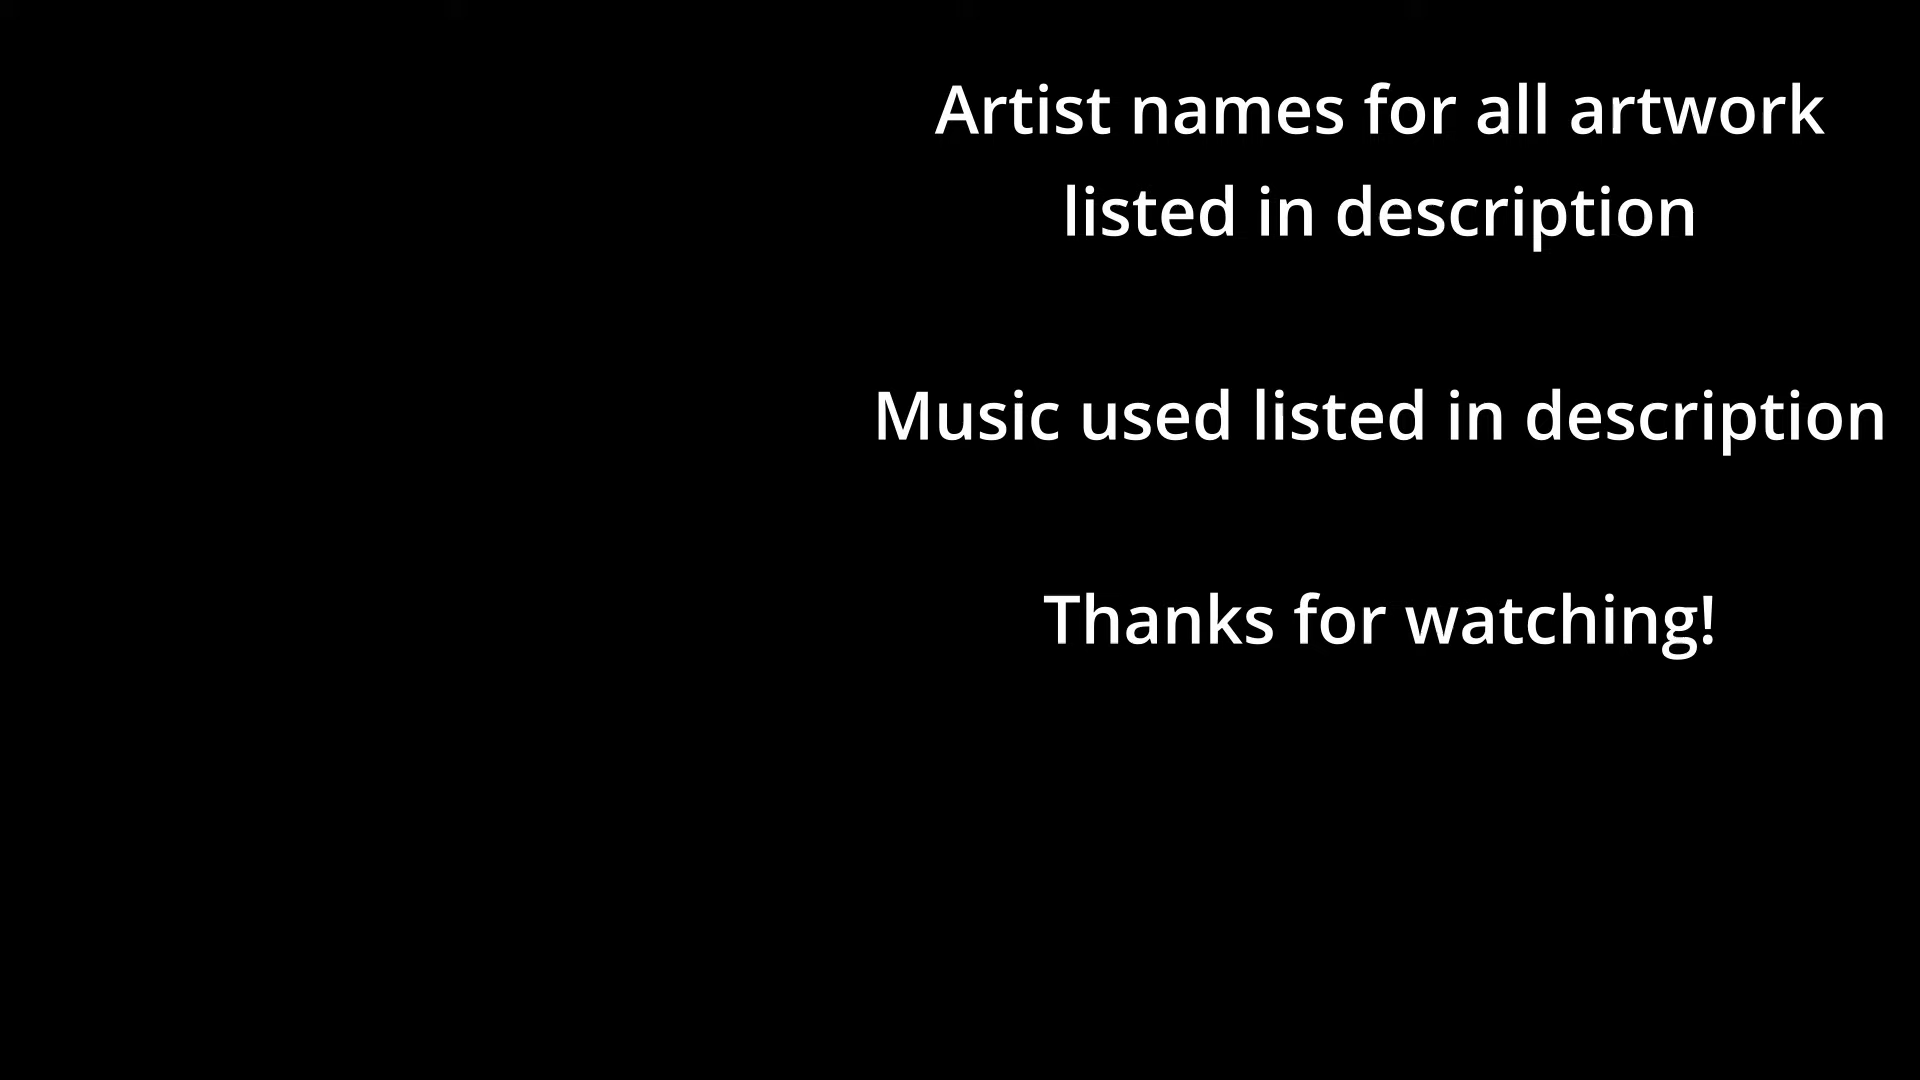 Artist names for all artwork
listed in description
Music used listed in description
Thanks for watching!